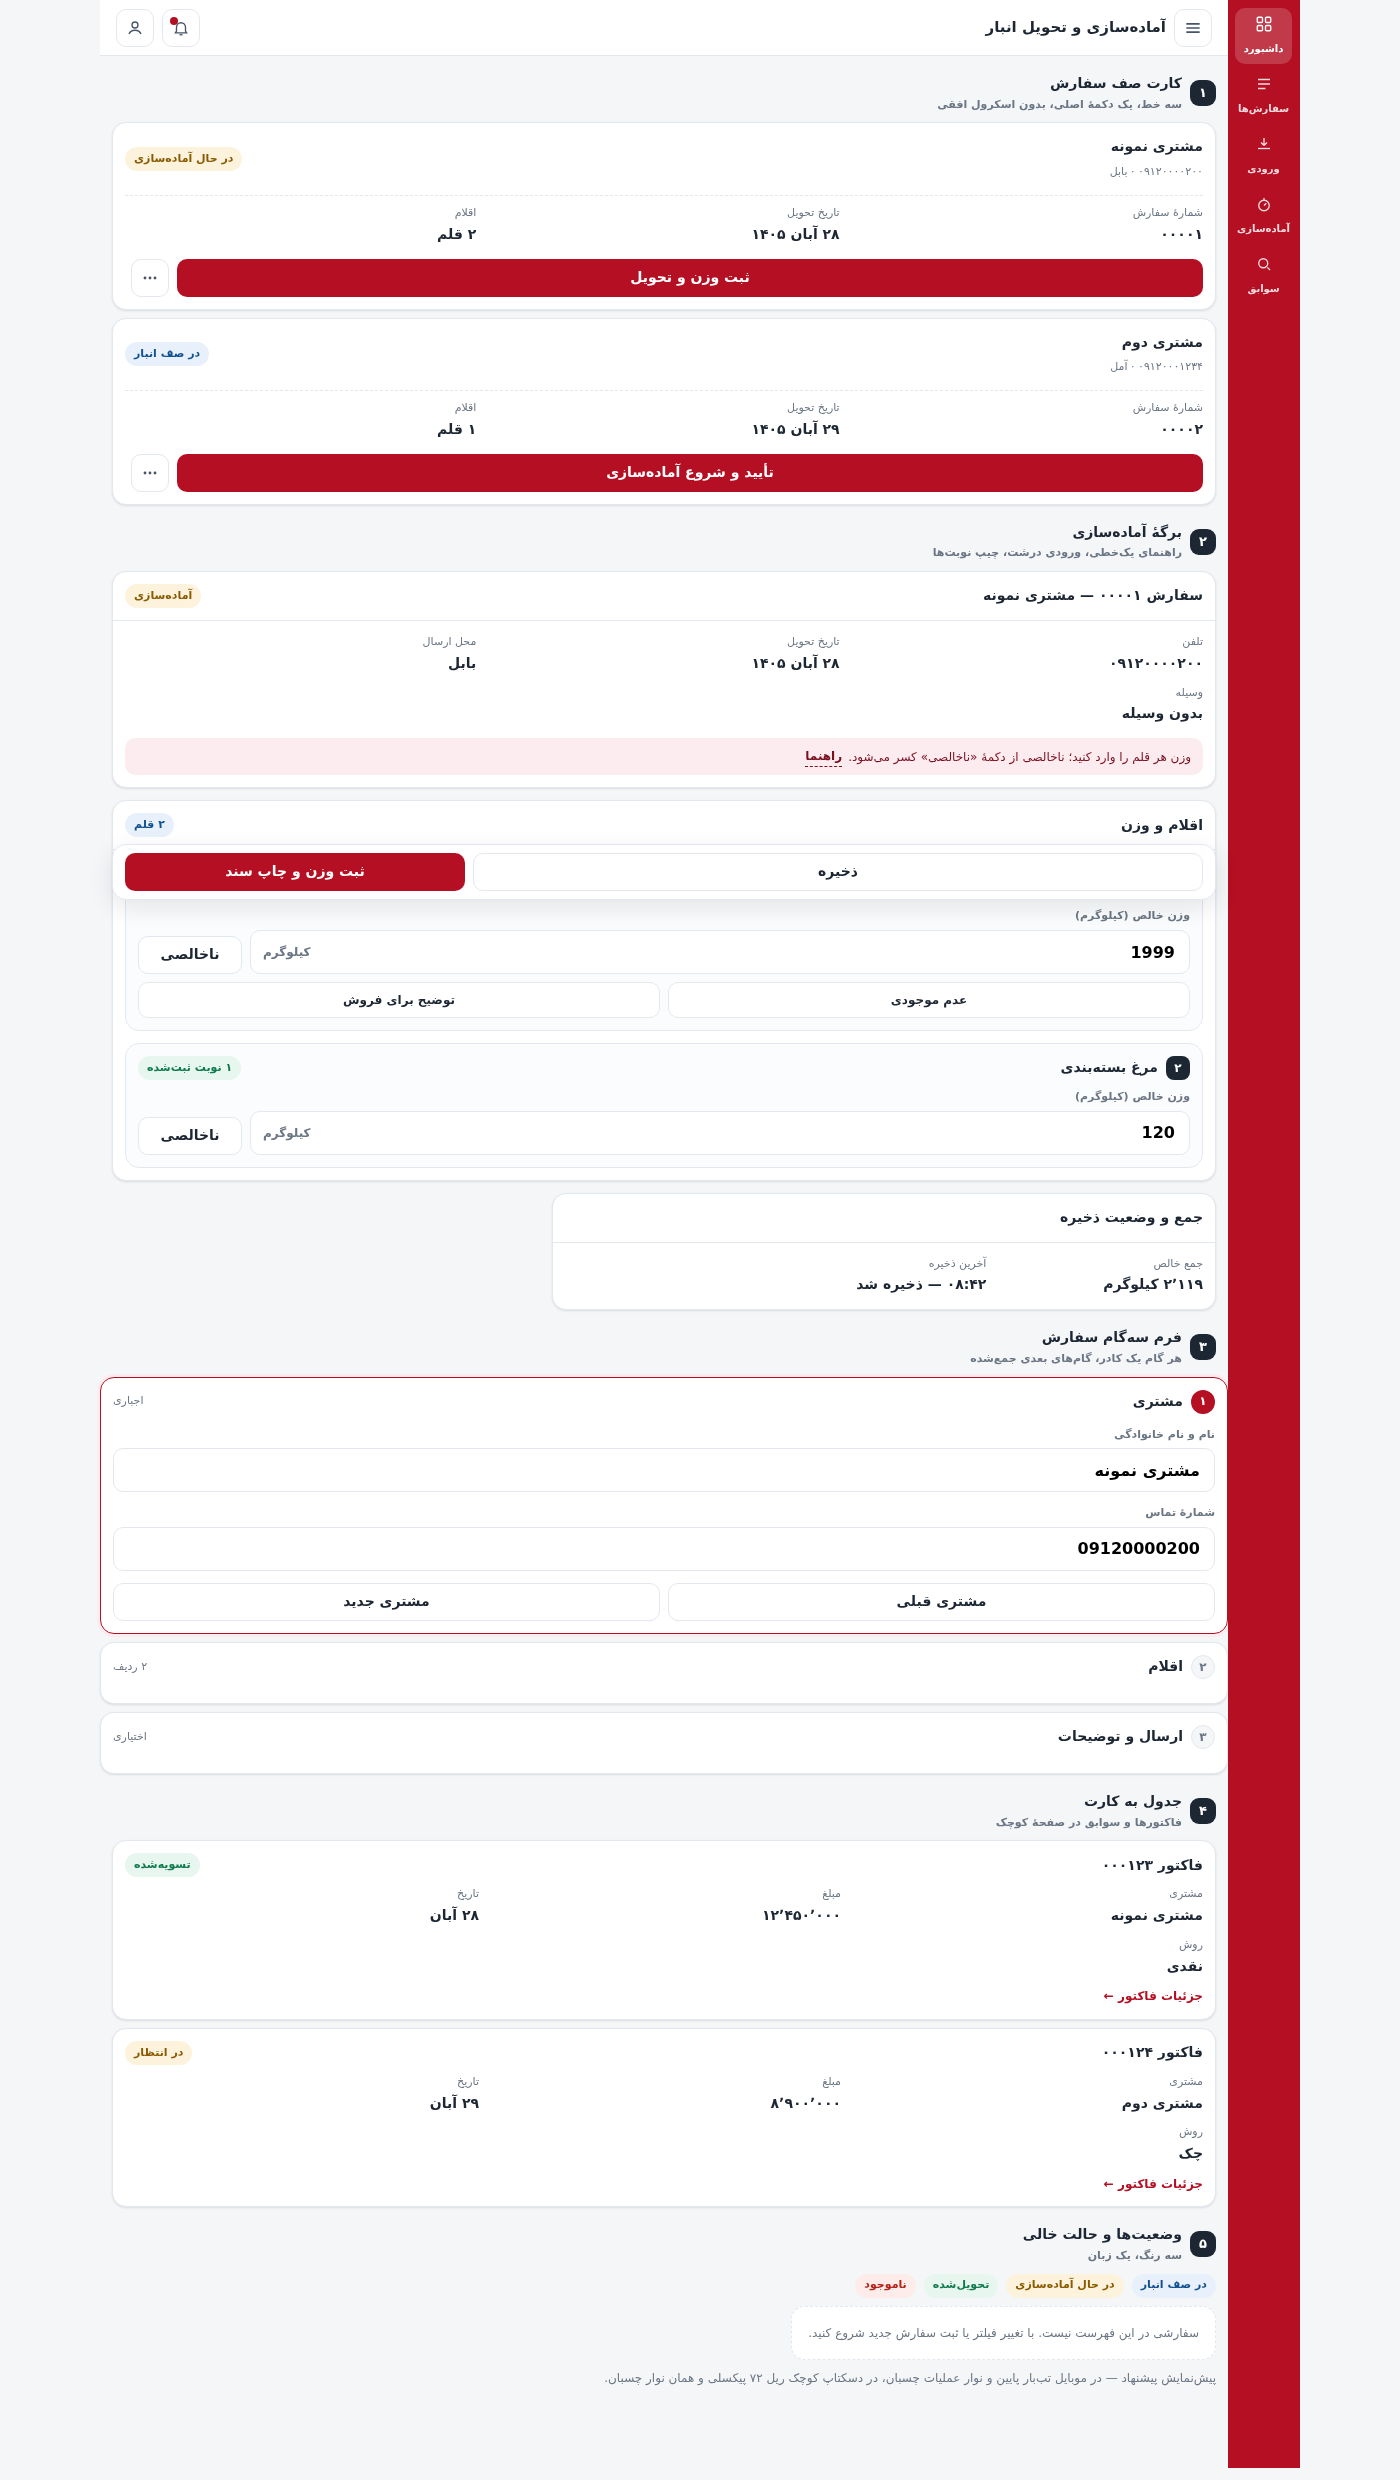 داشبورد
سفارش‌ها
ورودی
آماده‌سازی
سوابق
آماده‌سازی و تحویل انبار
۱
کارت صف سفارش
سه خط، یک دکمهٔ اصلی، بدون اسکرول افقی
مشتری نمونه
۰۹۱۲۰۰۰۰۲۰۰ · بابل
در حال آماده‌سازی
شمارهٔ سفارش
۰۰۰۰۱
تاریخ تحویل
۲۸ آبان ۱۴۰۵
اقلام
۲ قلم
ثبت وزن و تحویل
مشتری دوم
۰۹۱۲۰۰۰۱۲۳۴ · آمل
در صف انبار
شمارهٔ سفارش
۰۰۰۰۲
تاریخ تحویل
۲۹ آبان ۱۴۰۵
اقلام
۱ قلم
تأیید و شروع آماده‌سازی
۲
برگهٔ آماده‌سازی
راهنمای یک‌خطی، ورودی درشت، چیپ نوبت‌ها
سفارش ۰۰۰۰۱ — مشتری نمونه
آماده‌سازی
تلفن
۰۹۱۲۰۰۰۰۲۰۰
تاریخ تحویل
۲۸ آبان ۱۴۰۵
محل ارسال
بابل
وسیله
بدون وسیله
وزن هر قلم را وارد کنید؛ ناخالصی از دکمهٔ «ناخالصی» کسر می‌شود. راهنما
اقلام و وزن
۲ قلم
ذخیره
ثبت وزن و چاپ سند
وزن خالص (کیلوگرم)
1999
کیلوگرم
ناخالصی
عدم موجودی
توضیح برای فروش
۲
مرغ بسته‌بندی
۱ نوبت ثبت‌شده
وزن خالص (کیلوگرم)
120
کیلوگرم
ناخالصی
جمع و وضعیت ذخیره
جمع خالص
۲٬۱۱۹ کیلوگرم
آخرین ذخیره
۰۸:۴۲ — ذخیره شد
۳
فرم سه‌گام سفارش
هر گام یک کادر، گام‌های بعدی جمع‌شده
۱
مشتری
اجباری
نام و نام خانوادگی
مشتری نمونه
شمارهٔ تماس
09120000200
مشتری قبلی
مشتری جدید
۲
اقلام
۲ ردیف
۳
ارسال و توضیحات
اختیاری
۴
جدول به کارت
فاکتورها و سوابق در صفحهٔ کوچک
فاکتور ۰۰۰۱۲۳
تسویه‌شده
مشتری
مشتری نمونه
مبلغ
۱۲٬۴۵۰٬۰۰۰
تاریخ
۲۸ آبان
روش
نقدی
جزئیات فاکتور ←
فاکتور ۰۰۰۱۲۴
در انتظار
مشتری
مشتری دوم
مبلغ
۸٬۹۰۰٬۰۰۰
تاریخ
۲۹ آبان
روش
چک
جزئیات فاکتور ←
۵
وضعیت‌ها و حالت خالی
سه رنگ، یک زبان
در صف انبار
در حال آماده‌سازی
تحویل‌شده
ناموجود
سفارشی در این فهرست نیست. با تغییر فیلتر یا ثبت سفارش جدید شروع کنید.
پیش‌نمایش پیشنهاد — در موبایل تب‌بار پایین و نوار عملیات چسبان، در دسکتاپ کوچک ریل ۷۲ پیکسلی و همان نوار چسبان.